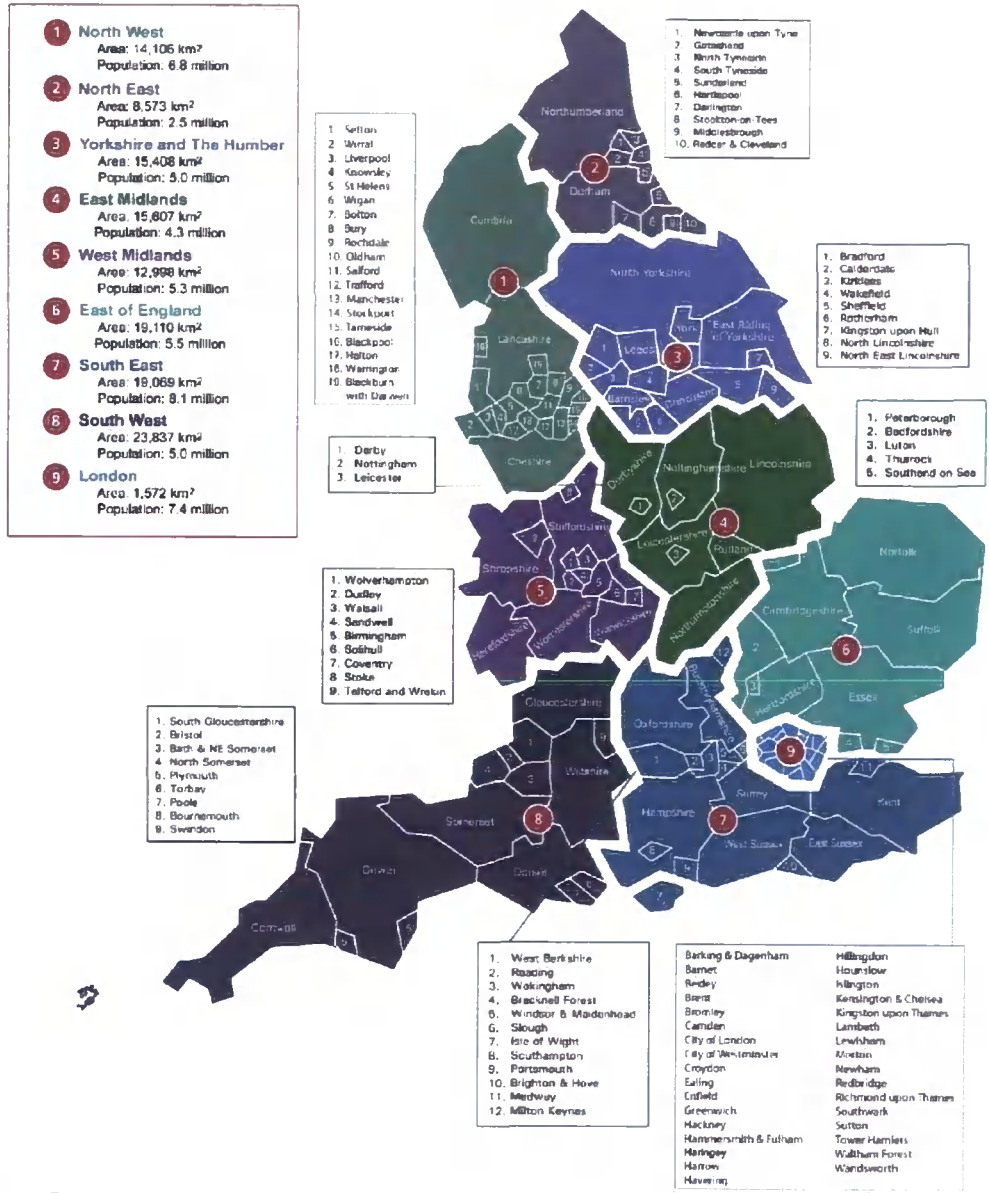 1 North West
Area: 14,106 km²
Population: 6.8 million
2 North East
Area: 8,573 km²
Population: 2.5 million
3 Yorkshire and The Humber
Area: 15,408 km²
Population: 5.0 million
4 East Midlands
Area: 15,607 km²
Population: 4.3 million
5 West Midlands
Area: 12,998 km²
Population: 5.3 million
6 East of England
Area: 19,110 km²
Population: 5.5 million
7 South East
Area: 19,069 km²
Population: 8.1 million
8 South West
Area: 23,837 km²
Population: 5.0 million
9 London
Area: 1,572 km²
Population: 7.4 million
1. Newcastle upon Tyne
2. Gateshead
3. North Tyneside
4. South Tyneside
5. Sunderland
6. Hartlepool
7. Darlington
8. Stockton-on-Tees
9. Middlesbrough
10. Redcar & Cleveland
1 Sefton
2 Wirral
3. Liverpool
4 Knowsley
5 St Helens
6 Wigan
7. Bolton
8 Bury
9 Rochdale
10 Oldham
11 Salford
12 Trafford
13 Manchester
14 Stockport
15 Tameside
16 Blackpool
17 Halton
18. Warrington
19. Blackburn
with Darwen
1. Bradford
2. Calderdale
3. Kirklees
4. Wakefield
5. Sheffield
6. Rotherham
7. Kingston upon Hull
8. North Lincolnshire
9. North East Lincolnshire
1. Derby
2 Nottingham
3. Leicester
1. Peterborough
2. Bedfordshire
3. Luton
4. Thurrock
5. Southend on Sea
1. Wolverhampton
2. Dudley
3. Walsall
4. Sandwell
5. Birmingham
6. Solihull
7. Coventry
8 Stoke
9. Telford and Wrekin
1. South Gloucestershire
2. Bristol
3. Bath & NE Somerset
4. North Somerset
5. Plymouth
6. Torbay
7. Poole
8. Bournemouth
9. Swindon
1. West Berkshire
2. Reading
3. Wokingham
4. Bracknell Forest
5. Windsor & Maidenhead
6. Slough
7. Isle of Wight
8. Southampton
9. Portsmouth
10. Brighton & Hove
11. Medway
12. Milton Keynes
Barking & Dagenham
Barnet
Bexley
Brent
Bromley
Camden
City of London
City of Westminster
Croydon
Ealing
Enfield
Greenwich
Hackney
Hammersmith & Fulham
Haringey
Harrow
Havering
Hillingdon
Hounslow
Islington
Kensington & Chelsea
Kingston upon Thames
Lambeth
Lewisham
Merton
Newham
Redbridge
Richmond upon Thames
Southwark
Sutton
Tower Hamlets
Waltham Forest
Wandsworth
Northumberland
2
Durham
Cumbria
1
Lancashire
Cheshire
North Yorkshire
York
East Riding
of Yorkshire
Leeds
3
Barnsley
Doncaster
Derbyshire
Nottinghamshire
Lincolnshire
Leicestershire
4
Rutland
Northamptonshire
Staffordshire
Shropshire
5
Herefordshire
Worcestershire
Warwickshire
Norfolk
Cambridgeshire
Suffolk
6
Hertfordshire
Essex
Gloucestershire
Wiltshire
Somerset
8
Devon
Dorset
Cornwall
Oxfordshire
Buckinghamshire
9
Surrey
Kent
Hampshire
7
West Sussex
East Sussex